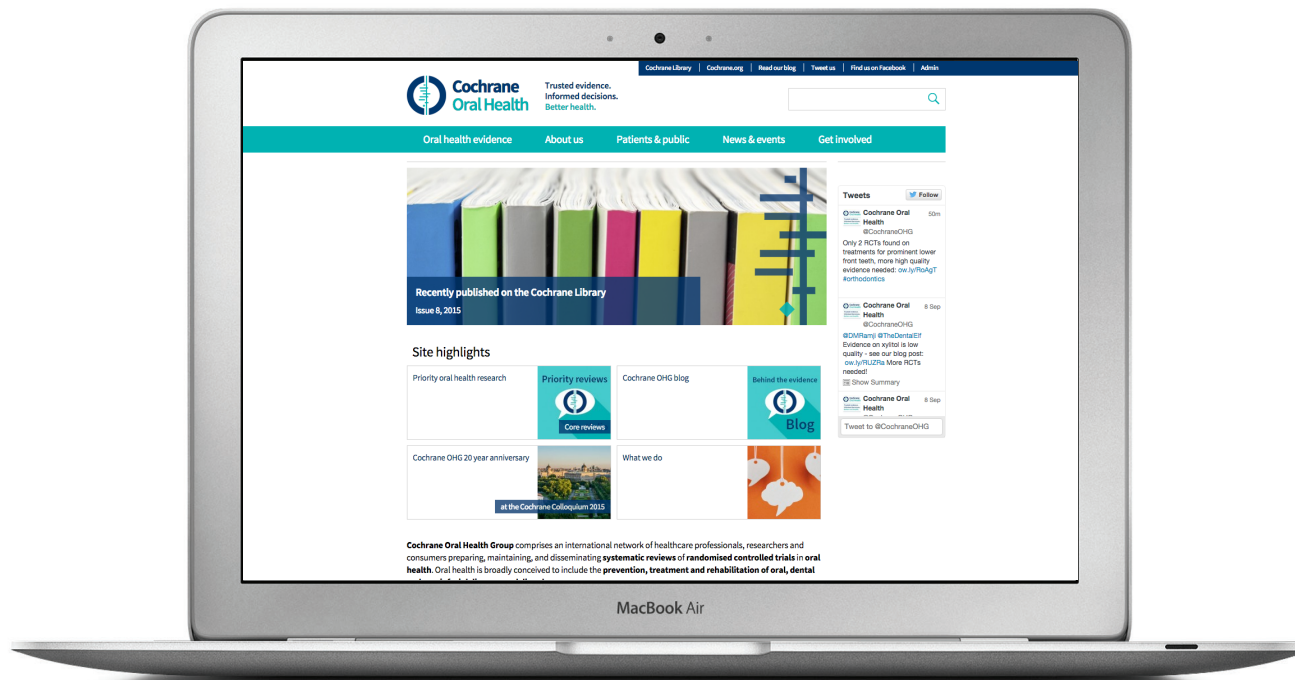 Cochrane Library | Cochrane.org | Read our blog | Tweet us | Find us on Facebook | Admin
Cochrane
Oral Health
Trusted evidence.
Informed decisions.
Better health.
Oral health evidence About us Patients & public News & events Get involved
Recently published on the Cochrane Library
Issue 8, 2015
Tweets Follow
Cochrane Oral Health 50m
@CochraneOHG
Only 2 RCTs found on
treatments for prominent lower
front teeth, more high quality
evidence needed: ow.ly/RoAgT
#orthodontics
Cochrane Oral Health 8 Sep
@CochraneOHG
@DMRamji @TheDentalElf
Evidence on xylitol is low
quality - see our blog post:
ow.ly/RUZRa More RCTs
needed!
Show Summary
Cochrane Oral Health 8 Sep
Tweet to @CochraneOHG
Site highlights
Priority oral health research
Priority reviews
Core reviews
Cochrane OHG blog
Behind the evidence
Blog
Cochrane OHG 20 year anniversary
at the Cochrane Colloquium 2015
What we do
Cochrane Oral Health Group comprises an international network of healthcare professionals, researchers and
consumers preparing, maintaining, and disseminating systematic reviews of randomised controlled trials in oral
health. Oral health is broadly conceived to include the prevention, treatment and rehabilitation of oral, dental
MacBook Air